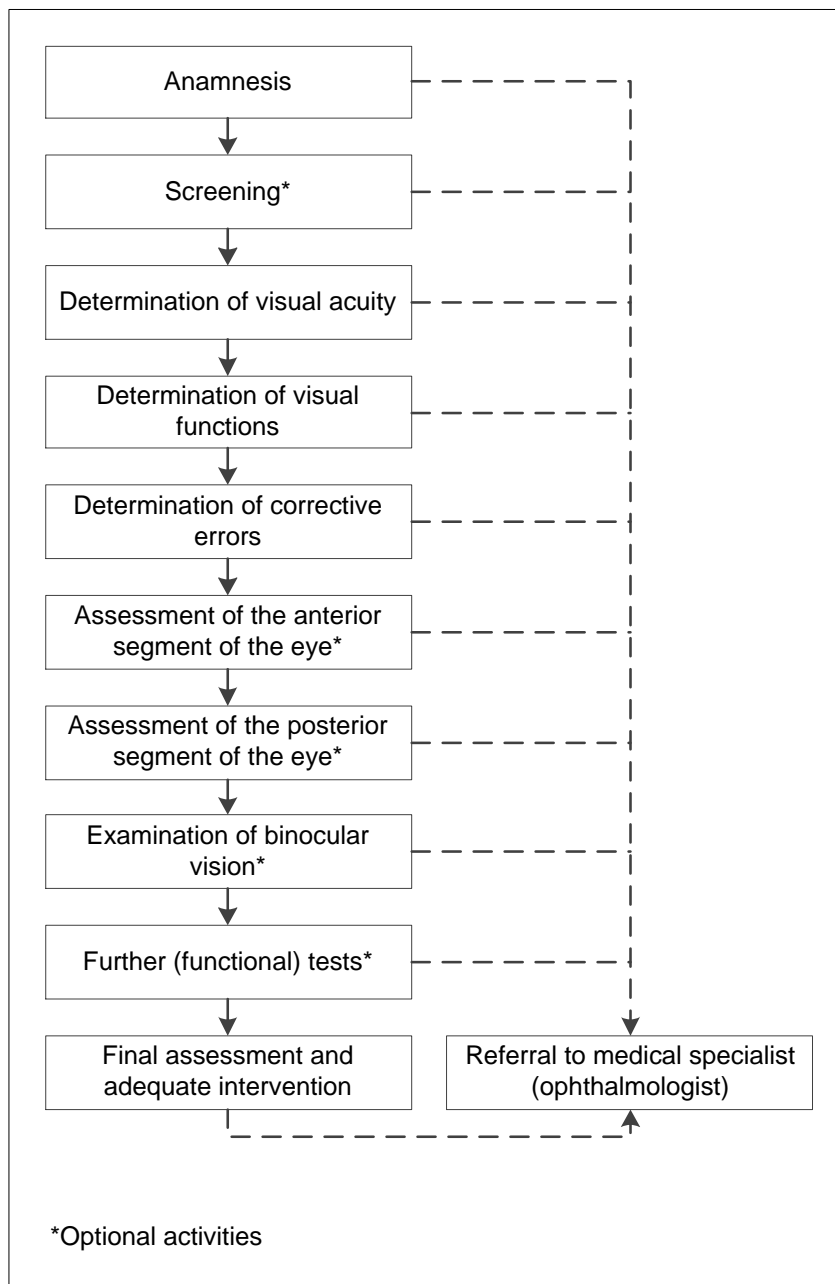 Anamnesis
Screening*
Determination of visual acuity
Determination of visual
functions
Determination of corrective
errors
Assessment of the anterior
segment of the eye*
Assessment of the posterior
segment of the eye*
Examination of binocular
vision*
Further (functional) tests*
Final assessment and
adequate intervention
Referral to medical specialist
(ophthalmologist)
*Optional activities